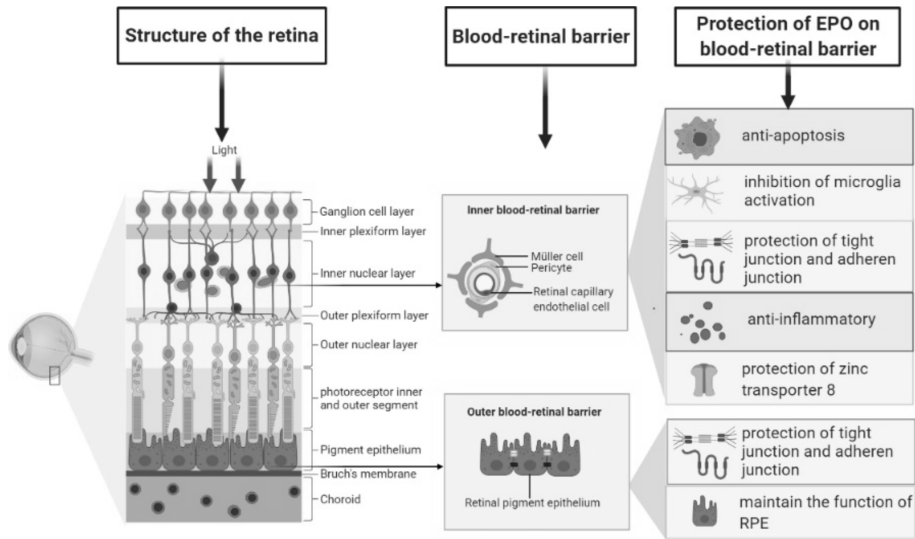 Structure of the retina
Light
Ganglion cell layer
Inner plexiform layer
Inner nuclear layer
Outer plexiform layer
Outer nuclear layer
photoreceptor inner
and outer segment
Pigment epithelium
Bruch's membrane
Choroid
Blood-retinal barrier
Inner blood-retinal barrier
Müller cell
Pericyte
Retinal capillary
endothelial cell
Outer blood-retinal barrier
Retinal pigment epithelium
Protection of EPO on
blood-retinal barrier
anti-apoptosis
inhibition of microglia
activation
protection of tight
junction and adheren
junction
anti-inflammatory
protection of zinc
transporter 8
protection of tight
junction and adheren
junction
maintain the function of
RPE